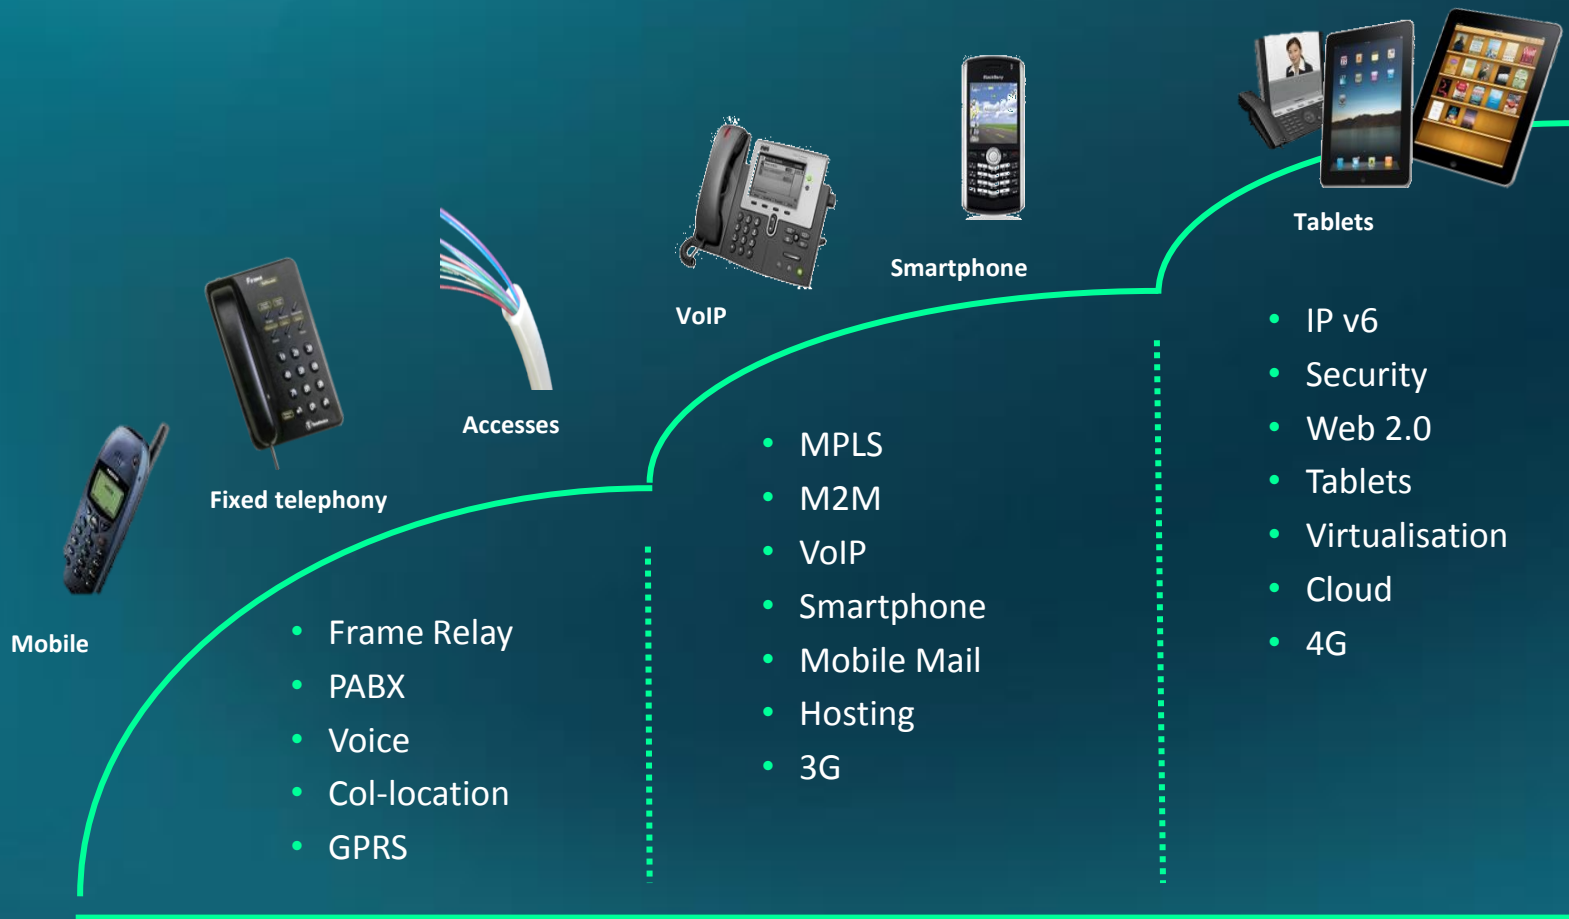 Mobile
Fixed telephony
Accesses
VoIP
Smartphone
Tablets
Frame Relay
PABX
Voice
Col-location
GPRS
MPLS
M2M
VoIP
Smartphone
Mobile Mail
Hosting
3G
IP v6
Security
Web 2.0
Tablets
Virtualisation
Cloud
4G
BlackBerry